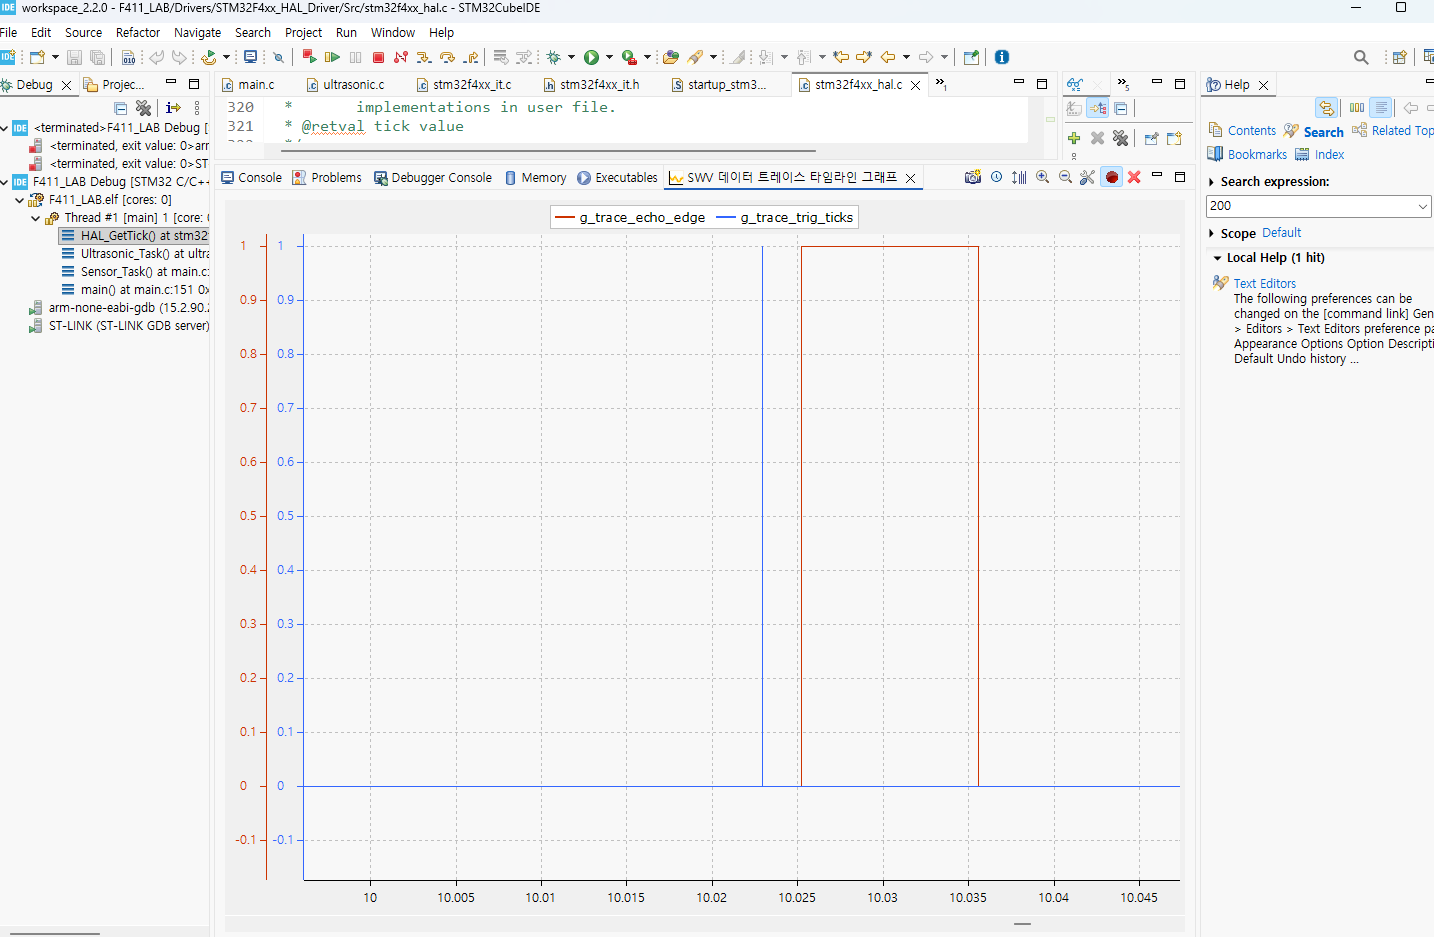 workspace_2.2.0 - F411_LAB/Drivers/STM32F4xx_HAL_Driver/Src/stm32f4xx_hal.c - STM32CubeIDE
File Edit Source Refactor Navigate Search Project Run Window Help
Debug Projec... main.c ultrasonic.c stm32f4xx_it.c stm32f4xx_it.h startup_stm3... stm32f4xx_hal.c »1 »5 Help
320 * implementations in user file.
321 * @retval tick value
<terminated>F411_LAB Debug [
<terminated, exit value: 0>arr
<terminated, exit value: 0>ST
F411_LAB Debug [STM32 C/C++
F411_LAB.elf [cores: 0]
Thread #1 [main] 1 [core: 0
HAL_GetTick() at stm32
Ultrasonic_Task() at ultra
Sensor_Task() at main.c:
main() at main.c:151 0x
arm-none-eabi-gdb (15.2.90.2
ST-LINK (ST-LINK GDB server)
Console Problems Debugger Console Memory Executables SWV 데이터 트레이스 타임라인 그래프
g_trace_echo_edge g_trace_trig_ticks
1 1
0.9 0.9
0.8 0.8
0.7 0.7
0.6 0.6
0.5 0.5
0.4 0.4
0.3 0.3
0.2 0.2
0.1 0.1
0 0
-0.1 -0.1
10 10.005 10.01 10.015 10.02 10.025 10.03 10.035 10.04 10.045
Contents Search Related Top
Bookmarks Index
Search expression:
200
Scope Default
Local Help (1 hit)
Text Editors
The following preferences can be
changed on the [command link] Gen
> Editors > Text Editors preference pa
Appearance Options Option Descripti
Default Undo history ...